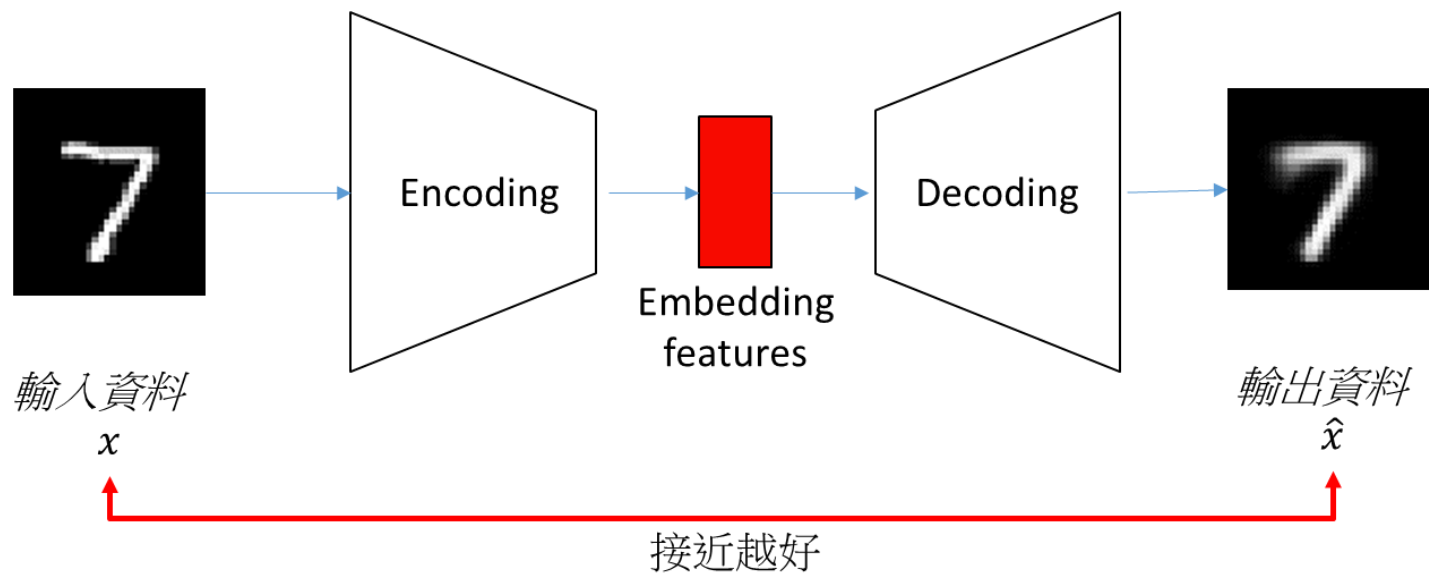 Encoding
Decoding
Embedding
features
輸入資料
x
輸出資料
x̂
接近越好